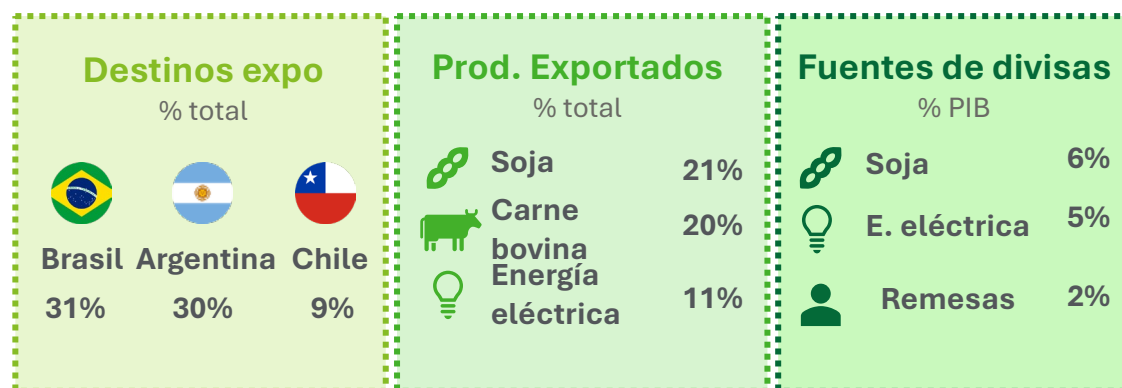 Destinos expo
% total
Brasil Argentina Chile
31% 30% 9%
Prod. Exportados
% total
Soja 21%
Carne
bovina 20%
Energía
eléctrica 11%
Fuentes de divisas
% PIB
Soja 6%
E. eléctrica 5%
Remesas 2%